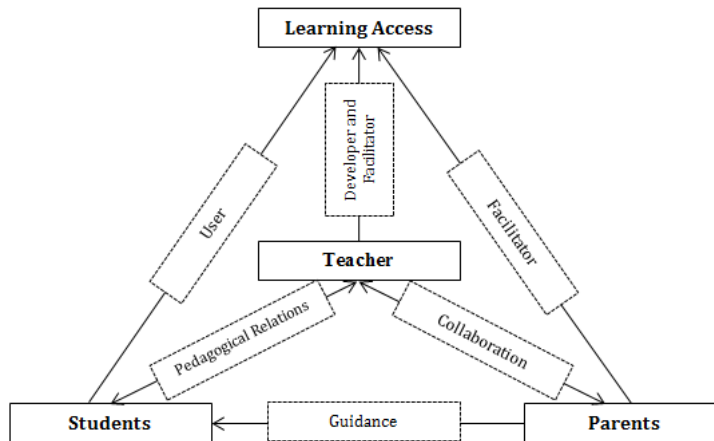 Learning Access
Developer and
Facilitator
User
Facilitator
Teacher
Pedagogical Relations
Collaboration
Students
Guidance
Parents